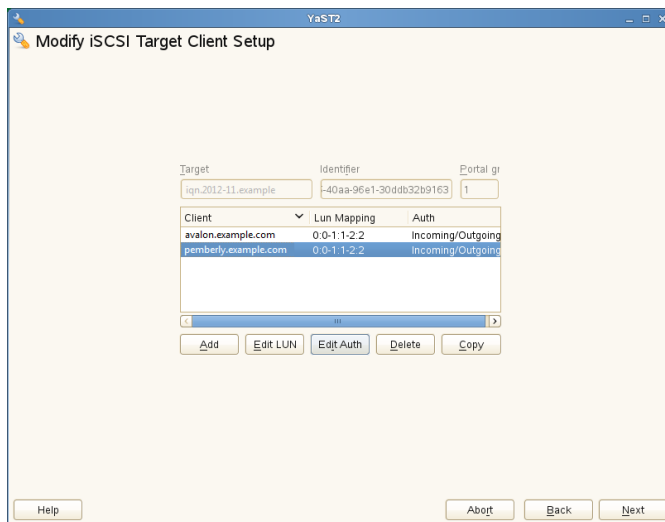 YaST2
Modify iSCSI Target Client Setup
Target Identifier Portal gr
iqn.2012-11.example -40aa-96e1-30ddb32b9163 1
Client Lun Mapping Auth
avalon.example.com 0:0-1:1-2:2 Incoming/Outgoing
pemberly.example.com 0:0-1:1-2:2 Incoming/Outgoing
Add Edit LUN Edit Auth Delete Copy
Help Abort Back Next